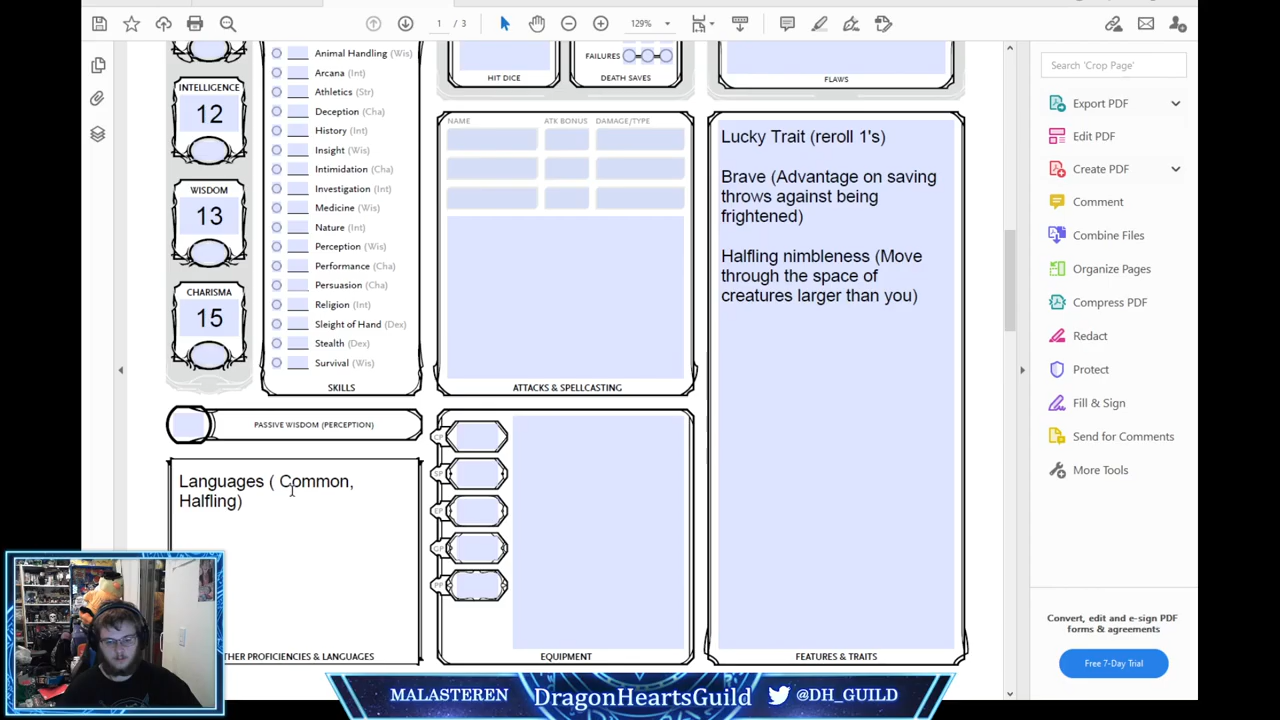 1 / 3
129%
Search 'Crop Page'
Export PDF
Edit PDF
Create PDF
Comment
Combine Files
Organize Pages
Compress PDF
Redact
Protect
Fill & Sign
Send for Comments
More Tools
Convert, edit and e-sign PDF
forms & agreements
Free 7-Day Trial
INTELLIGENCE
12
WISDOM
13
CHARISMA
15
Animal Handling (Wis)
Arcana (Int)
Athletics (Str)
Deception (Cha)
History (Int)
Insight (Wis)
Intimidation (Cha)
Investigation (Int)
Medicine (Wis)
Nature (Int)
Perception (Wis)
Performance (Cha)
Persuasion (Cha)
Religion (Int)
Sleight of Hand (Dex)
Stealth (Dex)
Survival (Wis)
SKILLS
PASSIVE WISDOM (PERCEPTION)
Languages ( Common,
Halfling)
THER PROFICIENCIES & LANGUAGES
HIT DICE
FAILURES
DEATH SAVES
NAME ATK BONUS DAMAGE/TYPE
ATTACKS & SPELLCASTING
CP
SP
EP
GP
PP
EQUIPMENT
FLAWS
Lucky Trait (reroll 1's)
Brave (Advantage on saving
throws against being
frightened)
Halfling nimbleness (Move
through the space of
creatures larger than you)
FEATURES & TRAITS
MALASTEREN DragonHeartsGuild @DH_GUILD